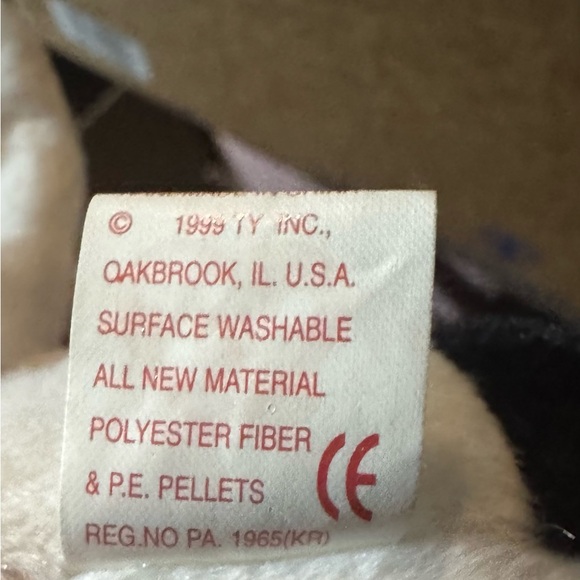 © 1999 TY INC.,
OAKBROOK, IL. U.S.A.
SURFACE WASHABLE
ALL NEW MATERIAL
POLYESTER FIBER
& P.E. PELLETS CE
REG.NO PA. 1965(KR)